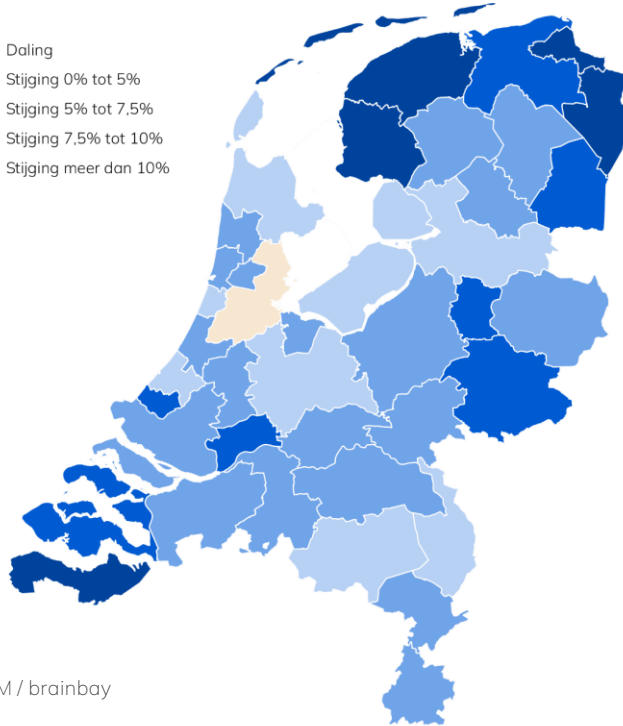 Daling
Stijging 0% tot 5%
Stijging 5% tot 7,5%
Stijging 7,5% tot 10%
Stijging meer dan 10%
M / brainbay